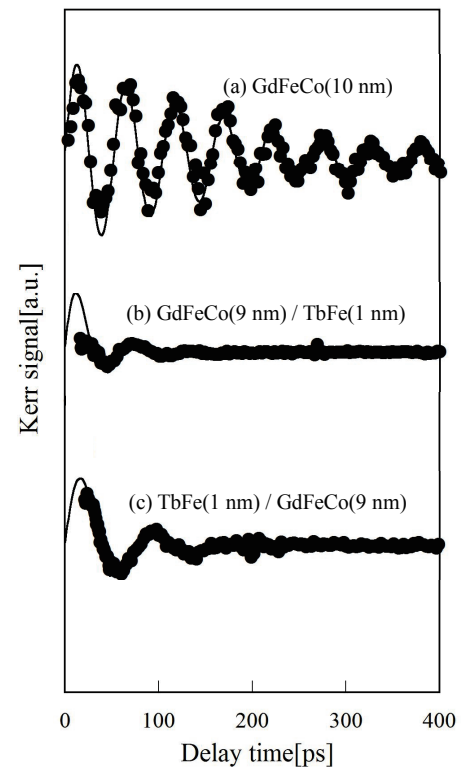 (a) GdFeCo(10 nm)
(b) GdFeCo(9 nm) / TbFe(1 nm)
(c) TbFe(1 nm) / GdFeCo(9 nm)
Kerr signal[a.u.]
0 100 200 300 400
Delay time[ps]